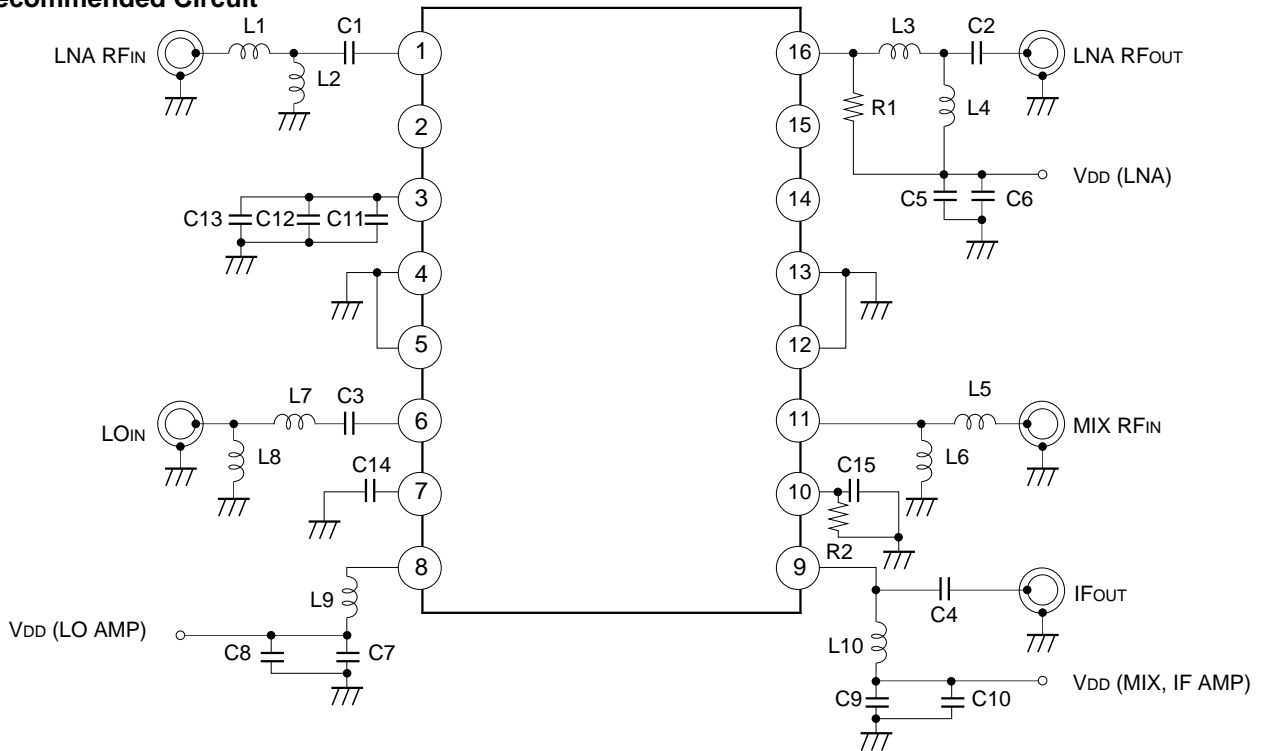 ecommended Circuit
L1
C1
LNA RFIN
L2
1
2
3
C13
C12
C11
4
5
L7
C3
6
LOIN
L8
C14
7
8
L9
VDD (LO AMP)
C8
C7
16
L3
C2
LNA RFOUT
R1
L4
15
VDD (LNA)
14
C5
C6
13
12
L5
11
MIX RFIN
L6
C15
10
R2
9
IFOUT
C4
L10
VDD (MIX, IF AMP)
C9
C10